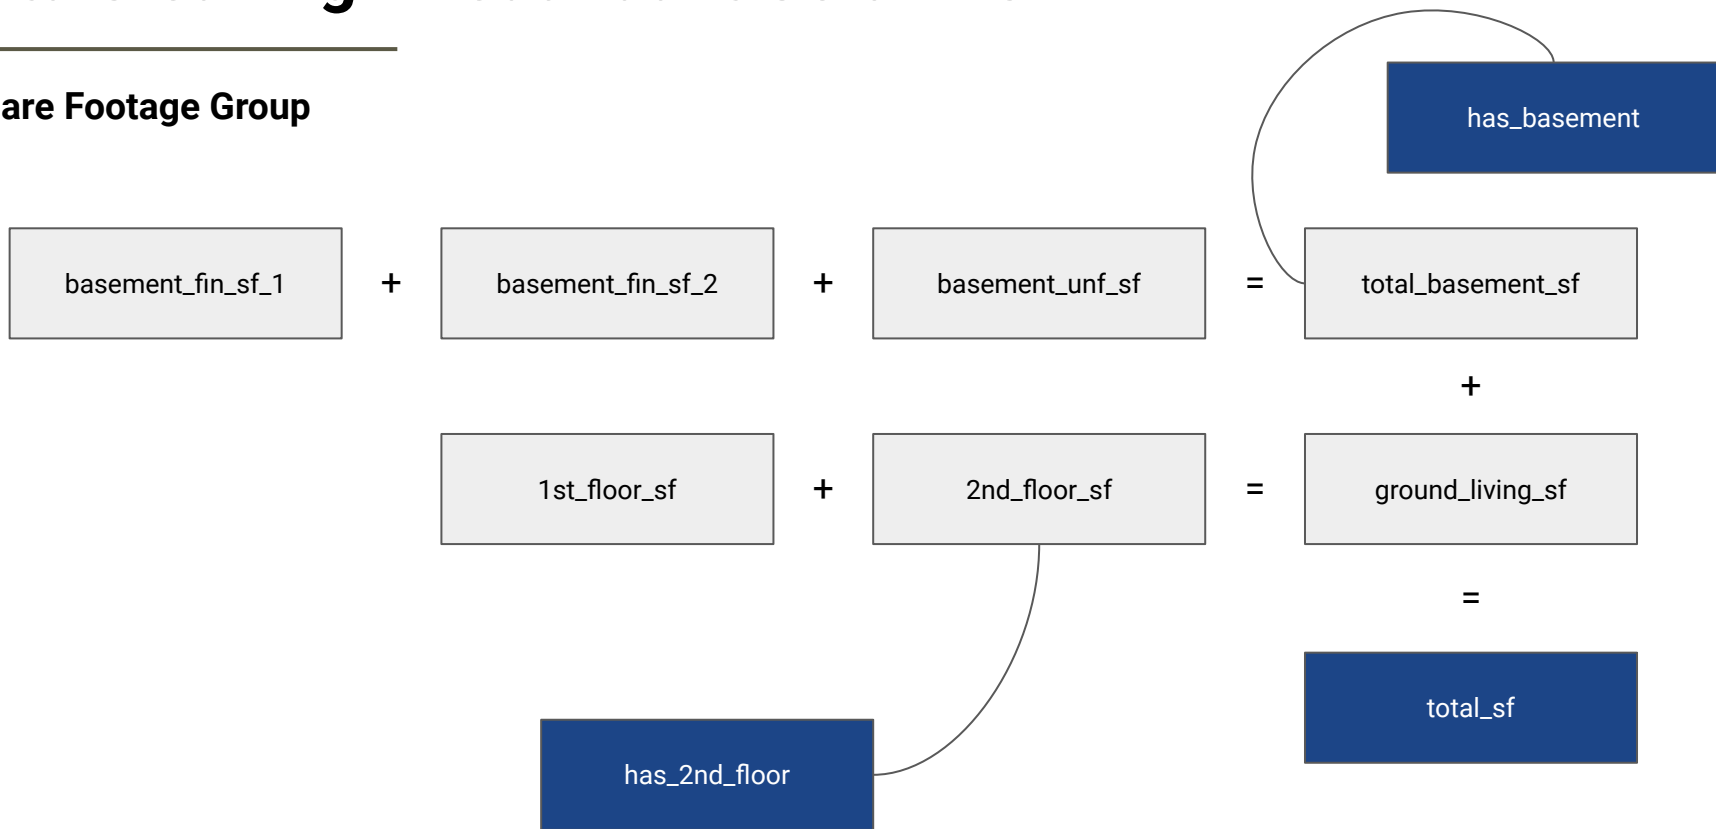 are Footage Group
has_basement
basement_fin_sf_1 + basement_fin_sf_2 + basement_unf_sf = total_basement_sf
+
1st_floor_sf + 2nd_floor_sf = ground_living_sf
=
total_sf
has_2nd_floor